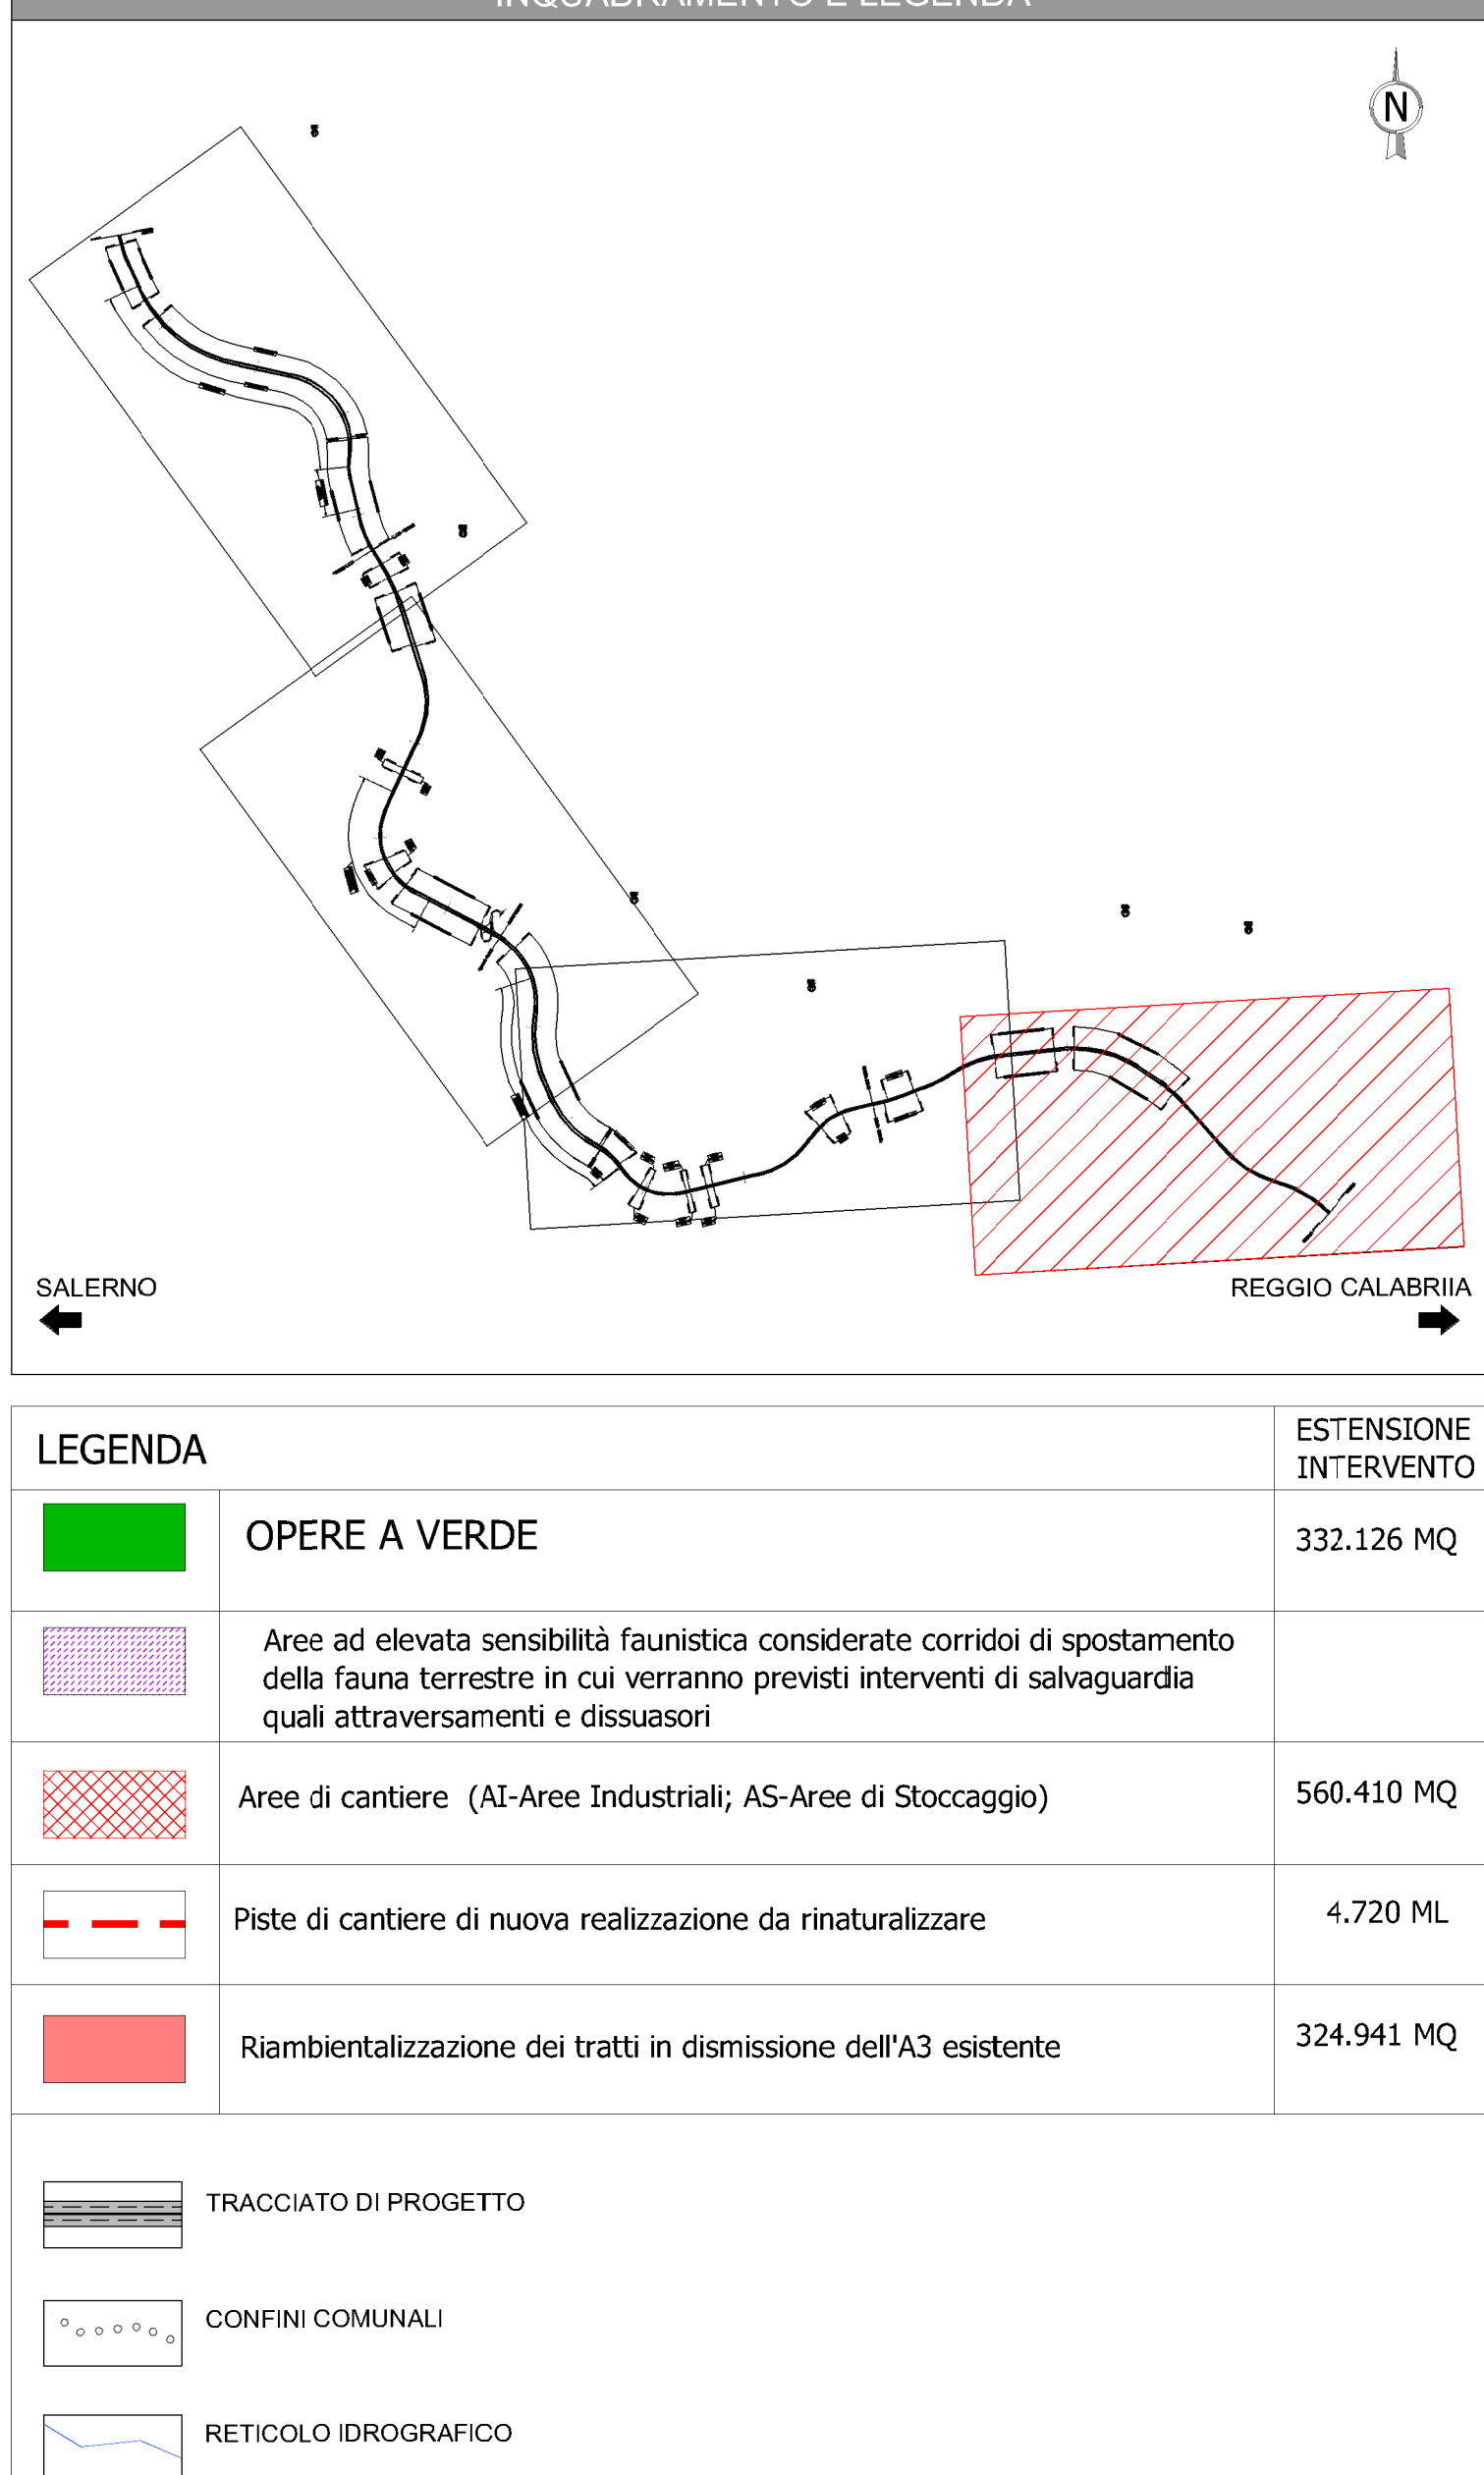 INQUADRAMENTO E LEGENDA
N
SALERNO
REGGIO CALABRIIA
LEGENDA
ESTENSIONE
INTERVENTO
OPERE A VERDE
332.126 MQ
Aree ad elevata sensibilità faunistica considerate corridoi di spostamento
della fauna terrestre in cui verranno previsti interventi di salvaguardia
quali attraversamenti e dissuasori
Aree di cantiere (AI-Aree Industriali; AS-Aree di Stoccaggio)
560.410 MQ
Piste di cantiere di nuova realizzazione da rinaturalizzare
4.720 ML
Riambientalizzazione dei tratti in dismissione dell'A3 esistente
324.941 MQ
TRACCIATO DI PROGETTO
CONFINI COMUNALI
RETICOLO IDROGRAFICO